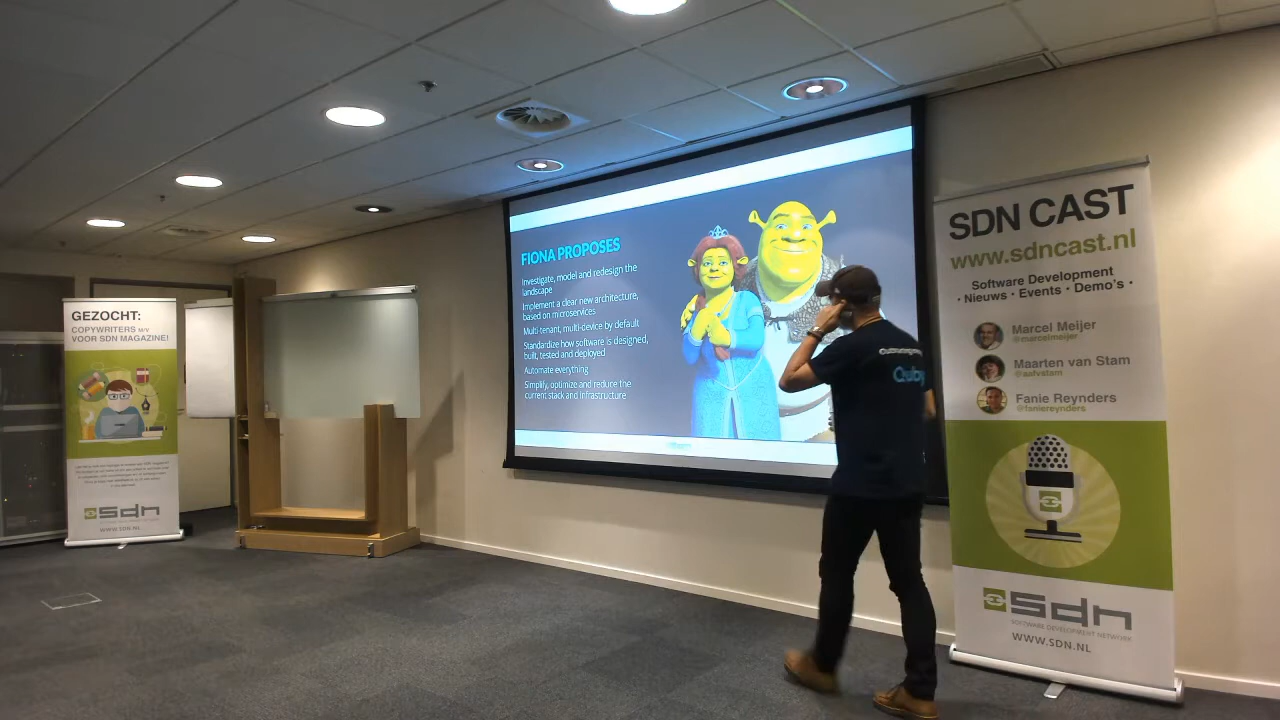 GEZOCHT:
COPYWRITERS M/V
VOOR SDN MAGAZINE!
sdn
WWW.SDN.NL
FIONA PROPOSES
Investigate, model and redesign the
landscape
Implement a clear new architecture,
based on microservices
Multi-tenant, multi-device by default
Standardize how software is designed,
built, tested and deployed
Automate everything
Simplify, optimize and reduce the
current stack and infrastructure
SDN CAST
www.sdncast.nl
Software Development
• Nieuws • Events • Demo's •
Marcel Meijer
@marcelmeijer
Maarten van Stam
@aafvstam
Fanie Reynders
@faniereynders
sdn
SOFTWARE DEVELOPMENT NETWORK
WWW.SDN.NL